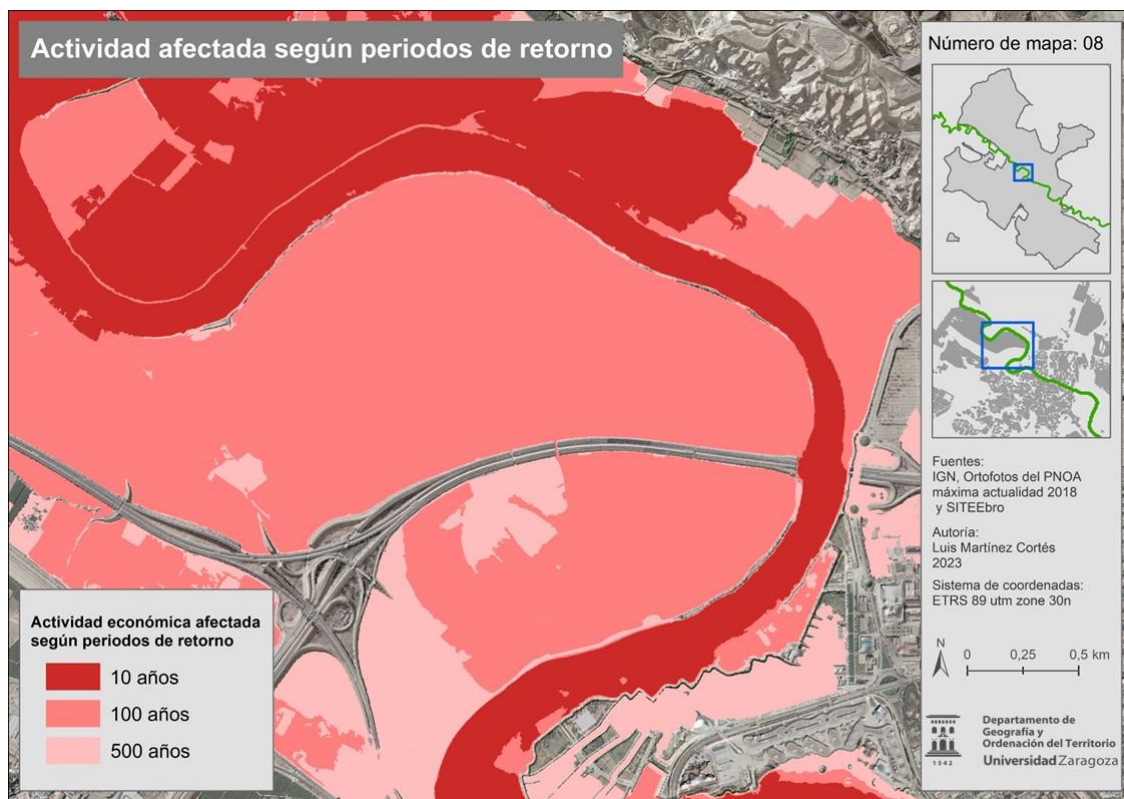 Actividad afectada según periodos de retorno
Actividad económica afectada
según periodos de retorno
10 años
100 años
500 años
Número de mapa: 08
Fuentes:
IGN, Ortofotos del PNOA
máxima actualidad 2018
y SITEEbro
Autoría:
Luis Martínez Cortés
2023
Sistema de coordenadas:
ETRS 89 utm zone 30n
N
0 0,25 0,5 km
1542
Departamento de
Geografía y
Ordenación del Territorio
Universidad Zaragoza